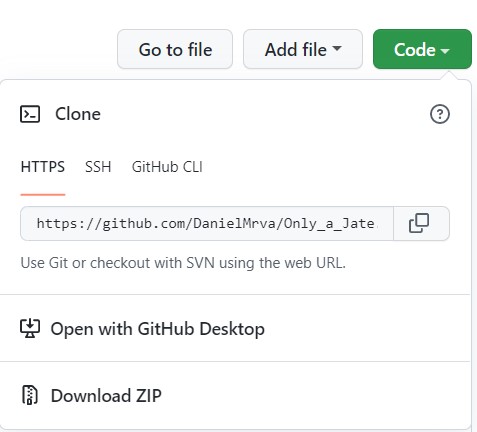 Go to file Add file Code
Clone
HTTPS SSH GitHub CLI
https://github.com/DanielMrva/Only_a_Jate
Use Git or checkout with SVN using the web URL.
Open with GitHub Desktop
Download ZIP